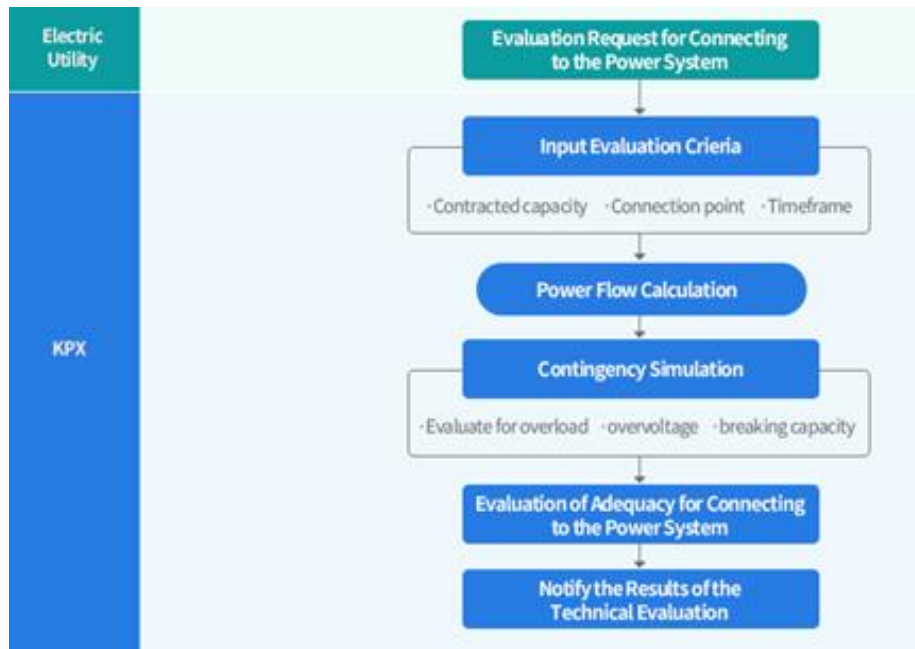 Electric
Utility
Evaluation Request for Connecting
to the Power System
KPX
Input Evaluation Crieria
·Contracted capacity ·Connection point ·Timeframe
Power Flow Calculation
Contingency Simulation
·Evaluate for overload ·overvoltage ·breaking capacity
Evaluation of Adequacy for Connecting
to the Power System
Notify the Results of the
Technical Evaluation